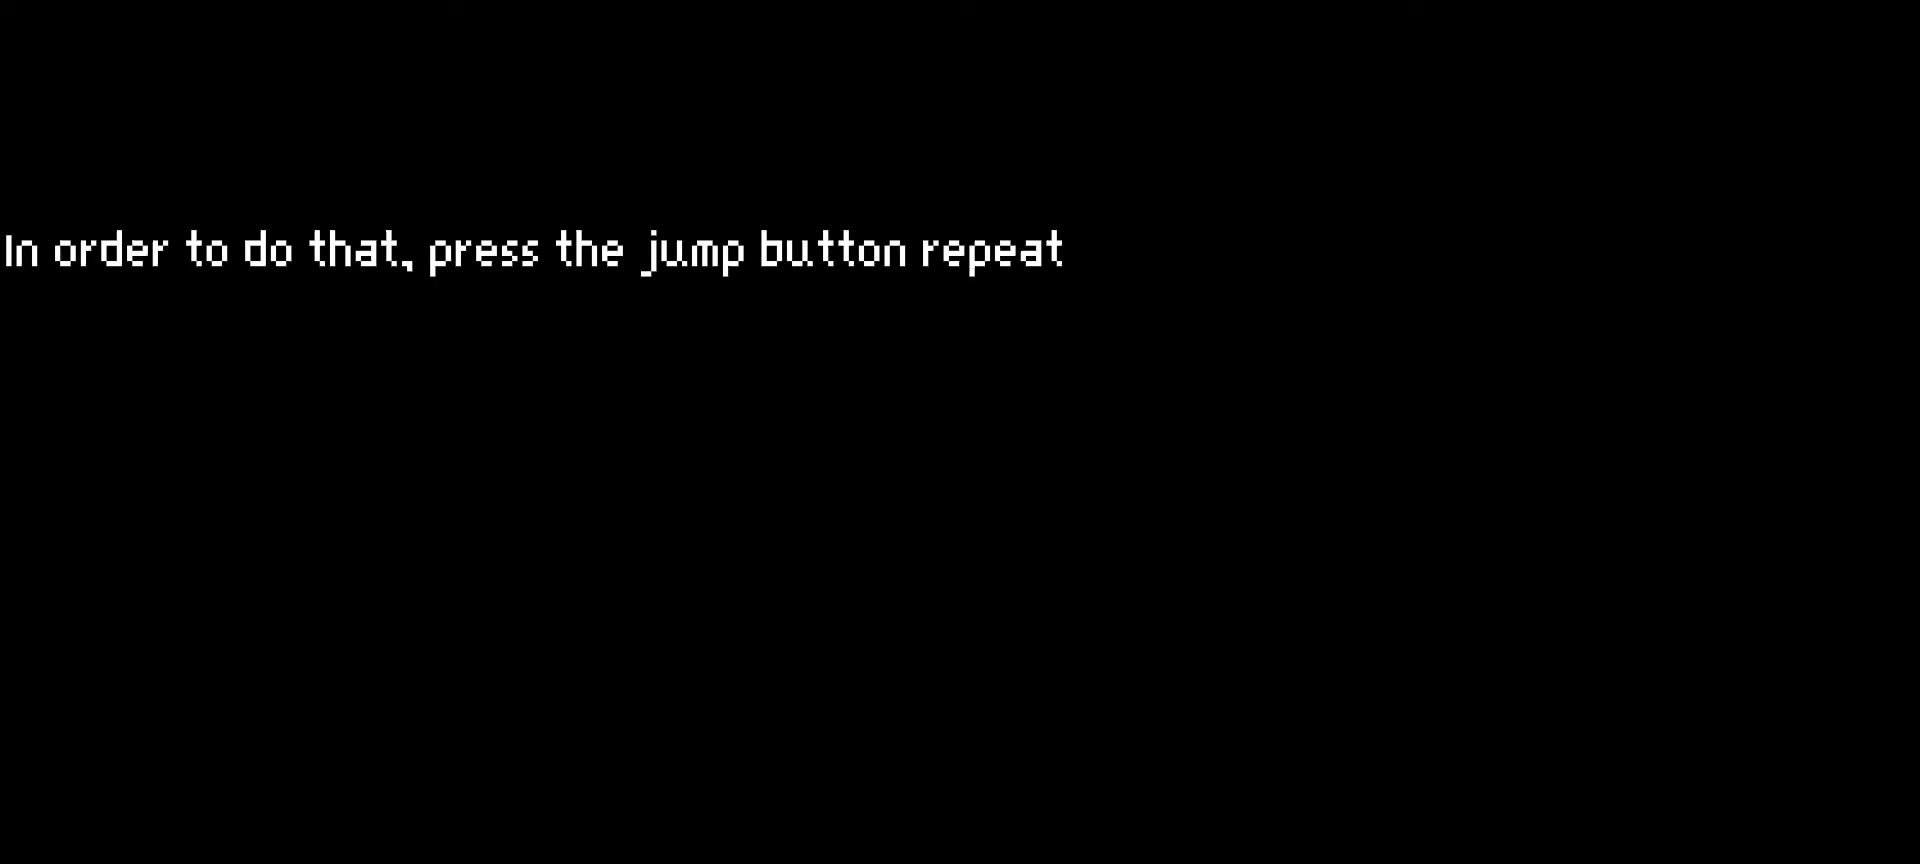 In order to do that, press the jump button repeat